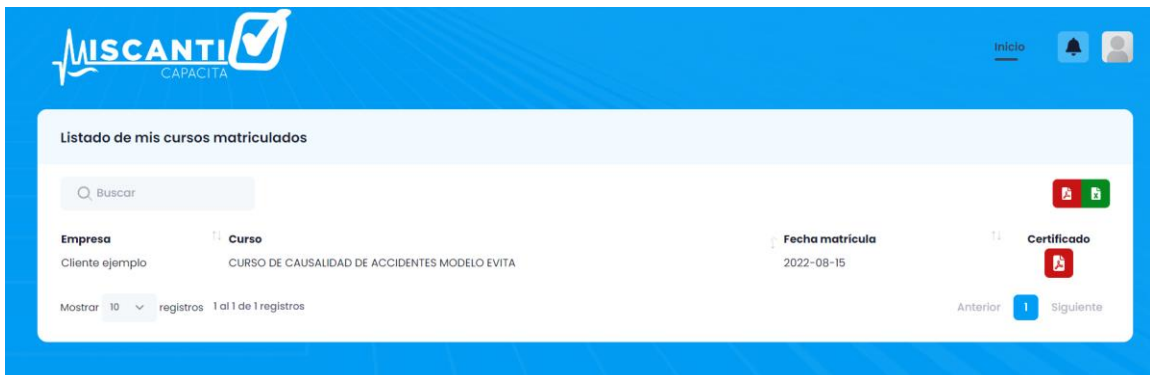 MISCANTI
CAPACITA
Inicio
Listado de mis cursos matriculados
Buscar
Empresa Curso Fecha matrícula Certificado
Cliente ejemplo CURSO DE CAUSALIDAD DE ACCIDENTES MODELO EVITA 2022-08-15
Mostrar 10 registros 1 al 1 de 1 registros Anterior 1 Siguiente